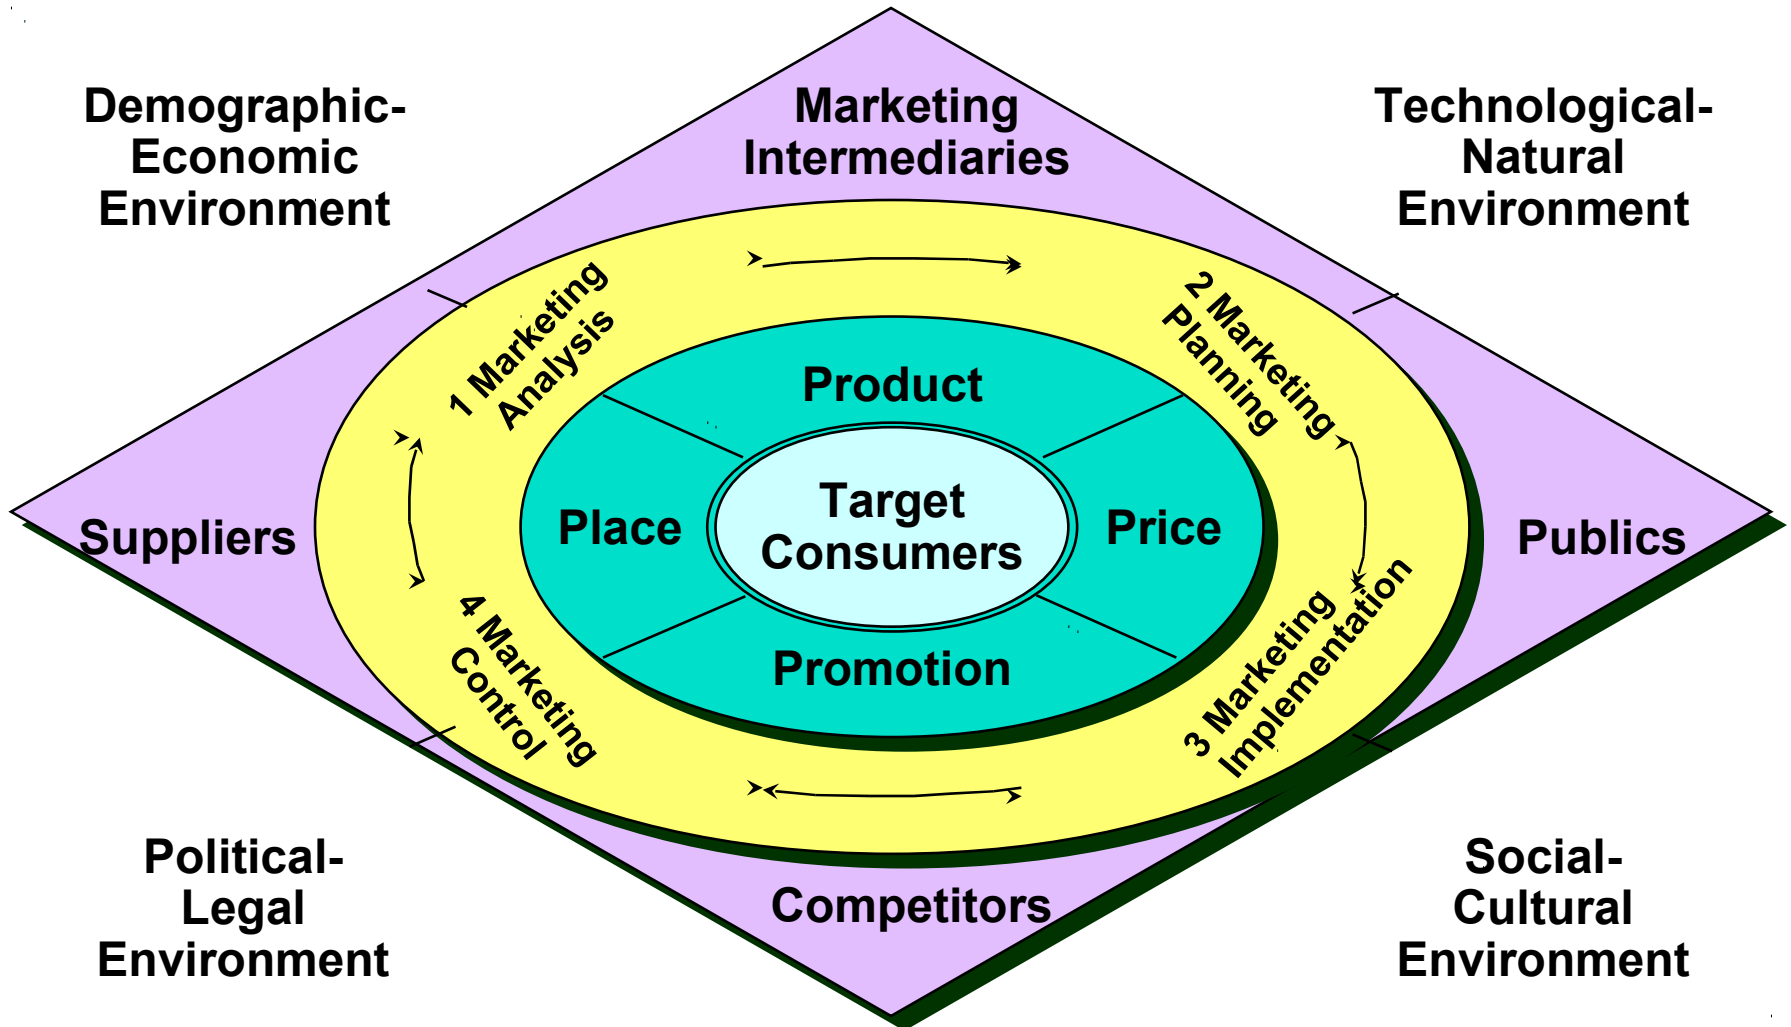 Demographic-
Economic
Environment
Marketing
Intermediaries
Technological-
Natural
Environment
1 Marketing
Analysis
2 Marketing
Planning
Product
Suppliers
Place
Target
Consumers
Price
Publics
4 Marketing
Control
Promotion
3 Marketing
Implementation
Political-
Legal
Environment
Competitors
Social-
Cultural
Environment